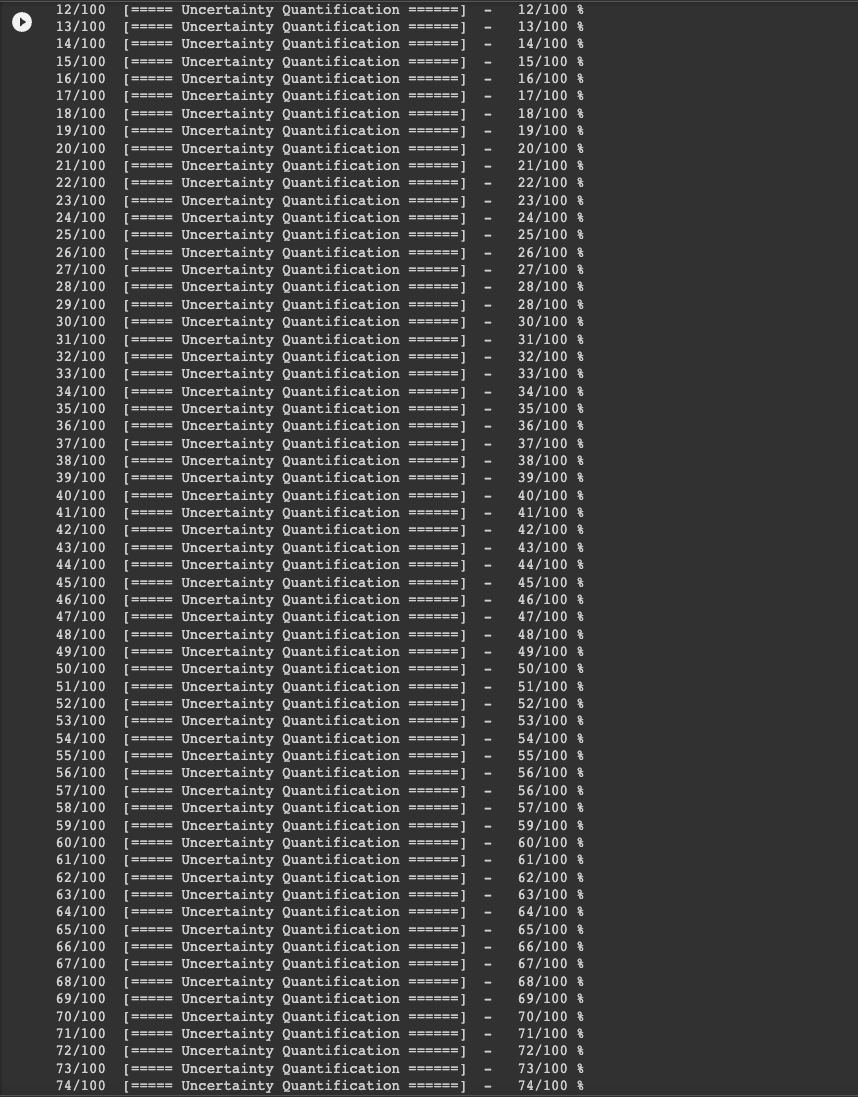 12/100 [===== Uncertainty Quantification ======] - 12/100 %
13/100 [===== Uncertainty Quantification ======] - 13/100 %
14/100 [===== Uncertainty Quantification ======] - 14/100 %
15/100 [===== Uncertainty Quantification ======] - 15/100 %
16/100 [===== Uncertainty Quantification ======] - 16/100 %
17/100 [===== Uncertainty Quantification ======] - 17/100 %
18/100 [===== Uncertainty Quantification ======] - 18/100 %
19/100 [===== Uncertainty Quantification ======] - 19/100 %
20/100 [===== Uncertainty Quantification ======] - 20/100 %
21/100 [===== Uncertainty Quantification ======] - 21/100 %
22/100 [===== Uncertainty Quantification ======] - 22/100 %
23/100 [===== Uncertainty Quantification ======] - 23/100 %
24/100 [===== Uncertainty Quantification ======] - 24/100 %
25/100 [===== Uncertainty Quantification ======] - 25/100 %
26/100 [===== Uncertainty Quantification ======] - 26/100 %
27/100 [===== Uncertainty Quantification ======] - 27/100 %
28/100 [===== Uncertainty Quantification ======] - 28/100 %
29/100 [===== Uncertainty Quantification ======] - 28/100 %
30/100 [===== Uncertainty Quantification ======] - 30/100 %
31/100 [===== Uncertainty Quantification ======] - 31/100 %
32/100 [===== Uncertainty Quantification ======] - 32/100 %
33/100 [===== Uncertainty Quantification ======] - 33/100 %
34/100 [===== Uncertainty Quantification ======] - 34/100 %
35/100 [===== Uncertainty Quantification ======] - 35/100 %
36/100 [===== Uncertainty Quantification ======] - 36/100 %
37/100 [===== Uncertainty Quantification ======] - 37/100 %
38/100 [===== Uncertainty Quantification ======] - 38/100 %
39/100 [===== Uncertainty Quantification ======] - 39/100 %
40/100 [===== Uncertainty Quantification ======] - 40/100 %
41/100 [===== Uncertainty Quantification ======] - 41/100 %
42/100 [===== Uncertainty Quantification ======] - 42/100 %
43/100 [===== Uncertainty Quantification ======] - 43/100 %
44/100 [===== Uncertainty Quantification ======] - 44/100 %
45/100 [===== Uncertainty Quantification ======] - 45/100 %
46/100 [===== Uncertainty Quantification ======] - 46/100 %
47/100 [===== Uncertainty Quantification ======] - 47/100 %
48/100 [===== Uncertainty Quantification ======] - 48/100 %
49/100 [===== Uncertainty Quantification ======] - 49/100 %
50/100 [===== Uncertainty Quantification ======] - 50/100 %
51/100 [===== Uncertainty Quantification ======] - 51/100 %
52/100 [===== Uncertainty Quantification ======] - 52/100 %
53/100 [===== Uncertainty Quantification ======] - 53/100 %
54/100 [===== Uncertainty Quantification ======] - 54/100 %
55/100 [===== Uncertainty Quantification ======] - 55/100 %
56/100 [===== Uncertainty Quantification ======] - 56/100 %
57/100 [===== Uncertainty Quantification ======] - 56/100 %
58/100 [===== Uncertainty Quantification ======] - 57/100 %
59/100 [===== Uncertainty Quantification ======] - 59/100 %
60/100 [===== Uncertainty Quantification ======] - 60/100 %
61/100 [===== Uncertainty Quantification ======] - 61/100 %
62/100 [===== Uncertainty Quantification ======] - 62/100 %
63/100 [===== Uncertainty Quantification ======] - 63/100 %
64/100 [===== Uncertainty Quantification ======] - 64/100 %
65/100 [===== Uncertainty Quantification ======] - 65/100 %
66/100 [===== Uncertainty Quantification ======] - 66/100 %
67/100 [===== Uncertainty Quantification ======] - 67/100 %
68/100 [===== Uncertainty Quantification ======] - 68/100 %
69/100 [===== Uncertainty Quantification ======] - 69/100 %
70/100 [===== Uncertainty Quantification ======] - 70/100 %
71/100 [===== Uncertainty Quantification ======] - 71/100 %
72/100 [===== Uncertainty Quantification ======] - 72/100 %
73/100 [===== Uncertainty Quantification ======] - 73/100 %
74/100 [===== Uncertainty Quantification ======] - 74/100 %